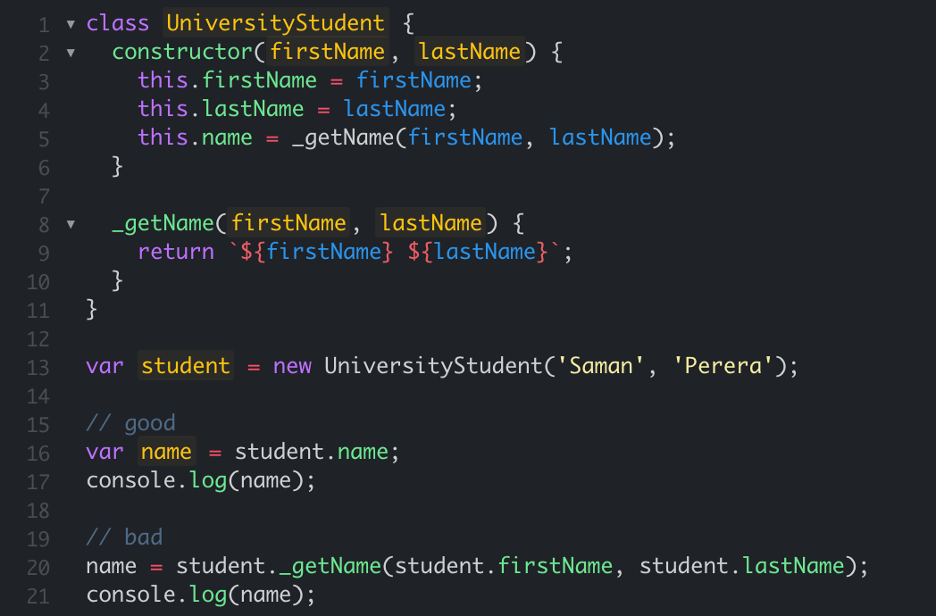 1 ▼ class UniversityStudent {
2 ▼   constructor(firstName, lastName) {
3       this.firstName = firstName;
4       this.lastName = lastName;
5       this.name = _getName(firstName, lastName);
6     }
7
8 ▼   _getName(firstName, lastName) {
9       return `${firstName} ${lastName}`;
10    }
11  }
12
13  var student = new UniversityStudent('Saman', 'Perera');
14
15  // good
16  var name = student.name;
17  console.log(name);
18
19  // bad
20  name = student._getName(student.firstName, student.lastName);
21  console.log(name);